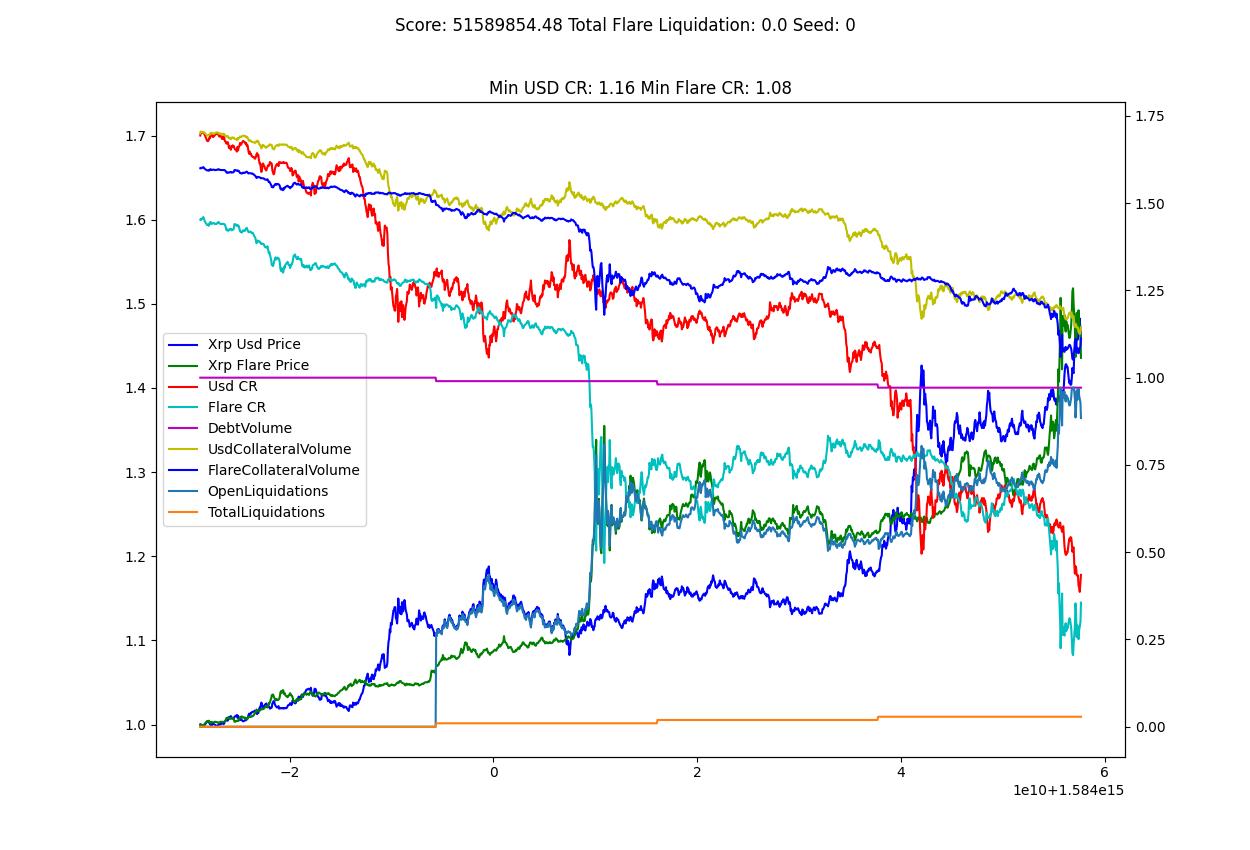 Score: 51589854.48 Total Flare Liquidation: 0.0 Seed: 0
Min USD CR: 1.16 Min Flare CR: 1.08
1.7
1.6
1.5
1.4
1.3
1.2
1.1
1.0
1.75
1.50
1.25
1.00
0.75
0.50
0.25
0.00
Xrp Usd Price
Xrp Flare Price
Usd CR
Flare CR
DebtVolume
UsdCollateralVolume
FlareCollateralVolume
OpenLiquidations
TotalLiquidations
−2
0
2
4
6
1e10+1.584e15